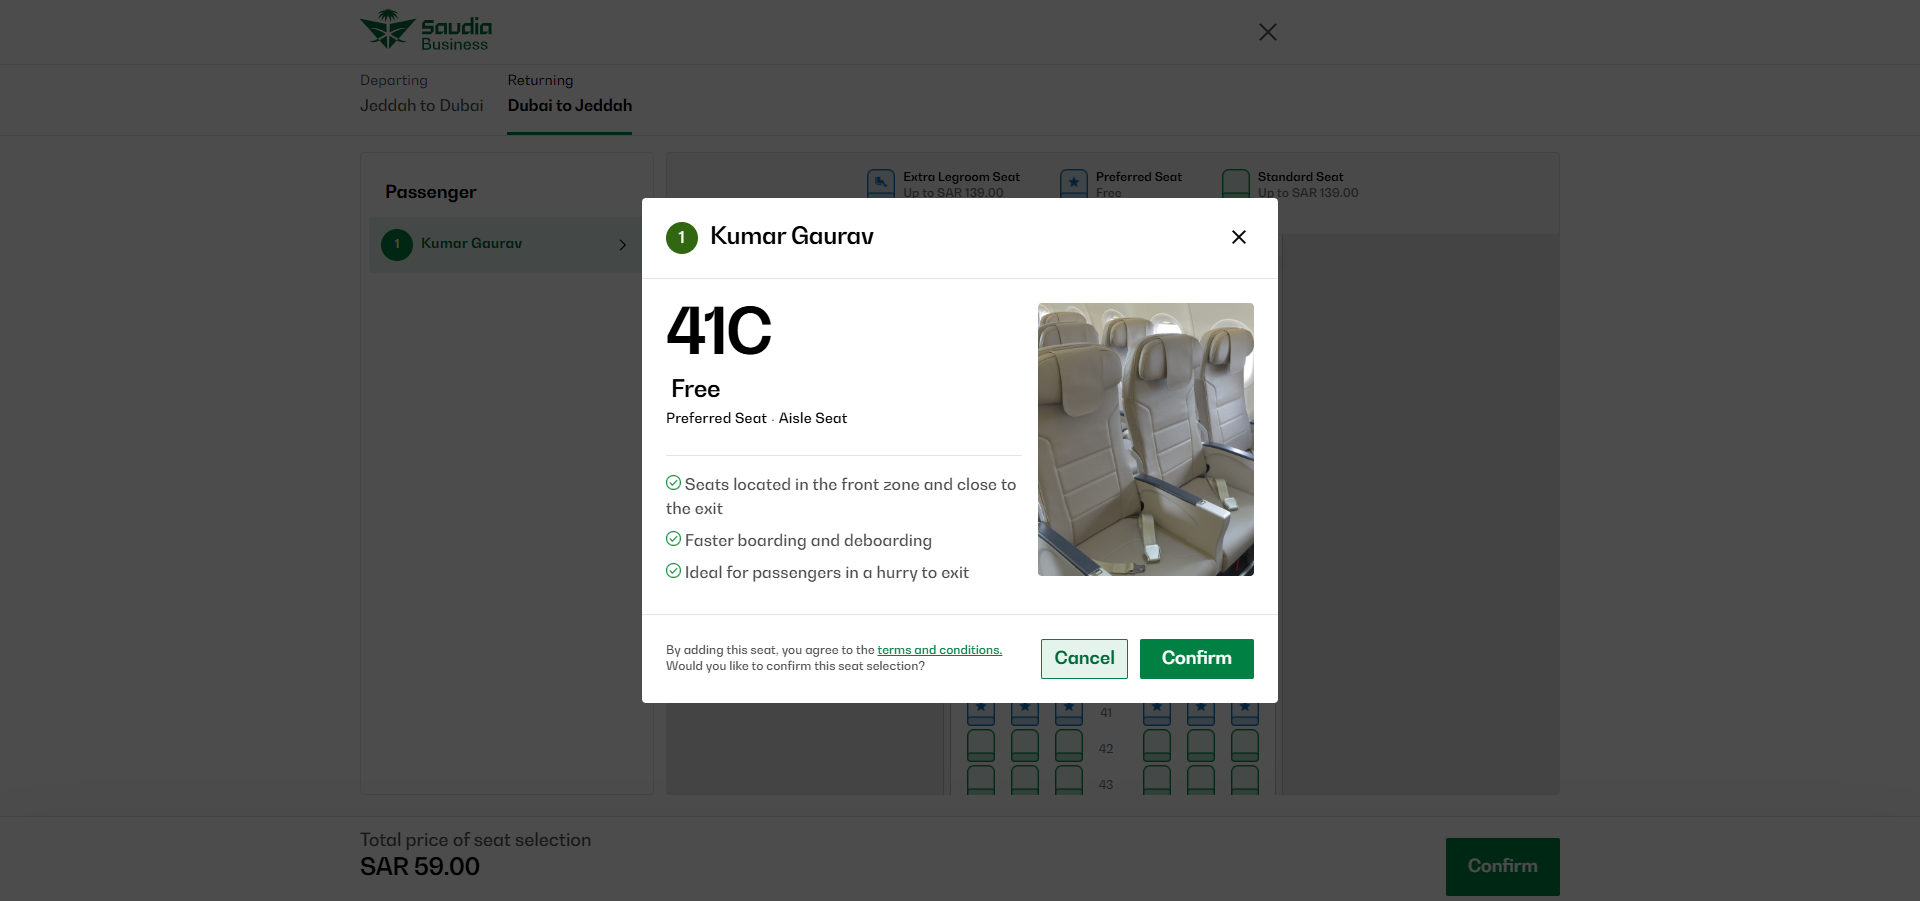 Saudia
Business
Departing
Jeddah to Dubai
Returning
Dubai to Jeddah
Passenger
1 Kumar Gaurav
Extra Legroom Seat
Up to SAR 139.00
Preferred Seat
Free
Standard Seat
Up to SAR 139.00
1 Kumar Gaurav
41C
Free
Preferred Seat · Aisle Seat
Seats located in the front zone and close to
the exit
Faster boarding and deboarding
Ideal for passengers in a hurry to exit
By adding this seat, you agree to the terms and conditions.
Would you like to confirm this seat selection?
Cancel
Confirm
41
42
43
Total price of seat selection
SAR 59.00
Confirm